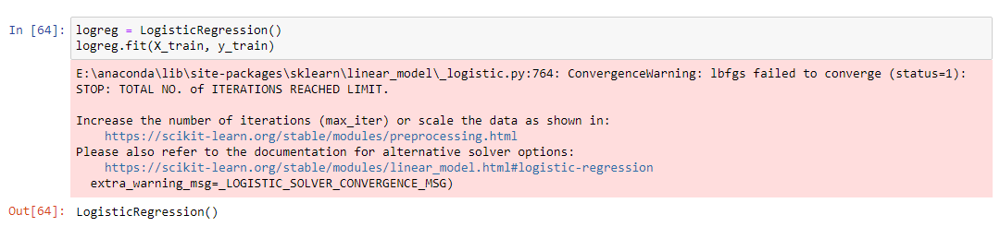 In [64]: logreg = LogisticRegression()
logreg.fit(X_train, y_train)
E:\anaconda\lib\site-packages\sklearn\linear_model\_logistic.py:764: ConvergenceWarning: lbfgs failed to converge (status=1):
STOP: TOTAL NO. of ITERATIONS REACHED LIMIT.
Increase the number of iterations (max_iter) or scale the data as shown in:
https://scikit-learn.org/stable/modules/preprocessing.html
Please also refer to the documentation for alternative solver options:
https://scikit-learn.org/stable/modules/linear_model.html#logistic-regression
extra_warning_msg=_LOGISTIC_SOLVER_CONVERGENCE_MSG)
Out[64]: LogisticRegression()